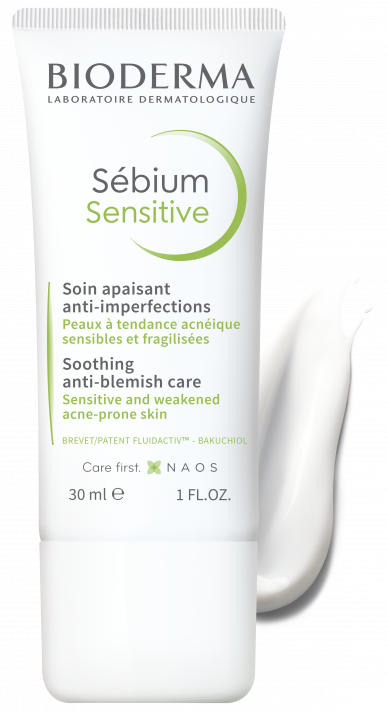 BIODERMA
LABORATOIRE DERMATOLOGIQUE
Sébium
Sensitive
Soin apaisant
anti-imperfections
Peaux à tendance acnéique
sensibles et fragilisées
Soothing
anti-blemish care
Sensitive and weakened
acne-prone skin
BREVET/PATENT FLUIDACTIV™ - BAKUCHIOL
Care first. NAOS
30 ml ℮ 1 FL.OZ.